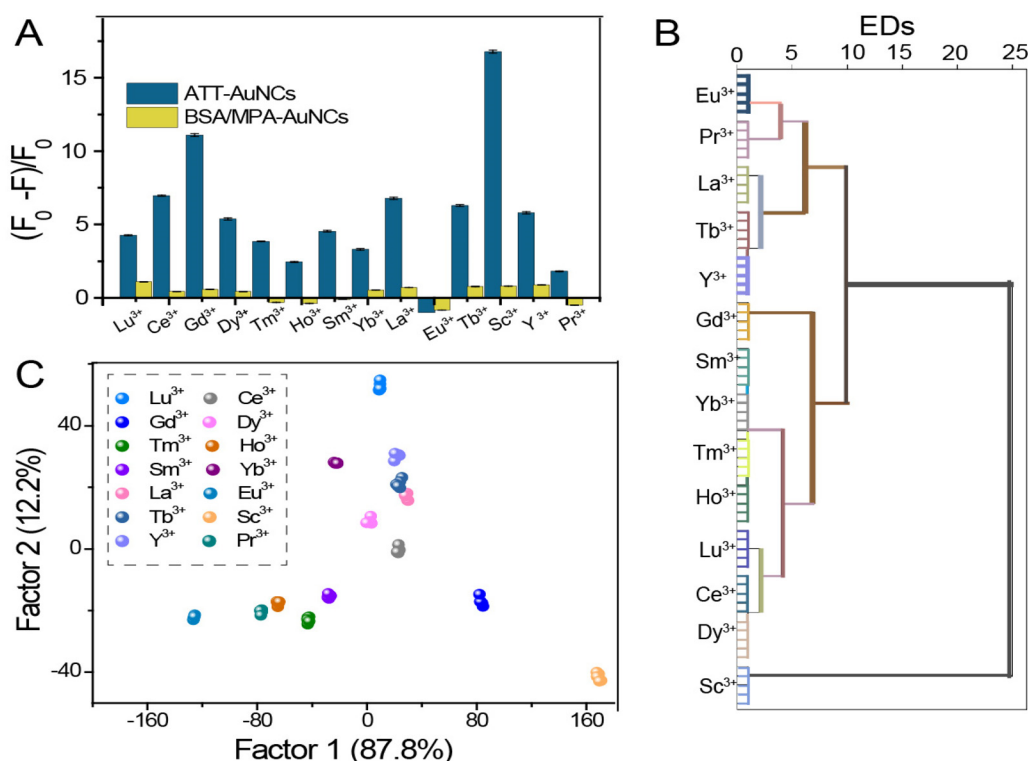 A
(F₀ -F)/F₀
15
10
5
0
ATT-AuNCs
BSA/MPA-AuNCs
Lu³⁺ Ce³⁺ Gd³⁺ Dy³⁺ Tm³⁺ Ho³⁺ Sm³⁺ Yb³⁺ La³⁺ Eu³⁺ Tb³⁺ Sc³⁺ Y³⁺ Pr³⁺
B
EDs
0 5 10 15 20 25
Eu³⁺
Pr³⁺
La³⁺
Tb³⁺
Y³⁺
Gd³⁺
Sm³⁺
Yb³⁺
Tm³⁺
Ho³⁺
Lu³⁺
Ce³⁺
Dy³⁺
Sc³⁺
C
Lu³⁺ Ce³⁺
Gd³⁺ Dy³⁺
Tm³⁺ Ho³⁺
Sm³⁺ Yb³⁺
La³⁺ Eu³⁺
Tb³⁺ Sc³⁺
Y³⁺ Pr³⁺
Factor 2 (12.2%)
40
0
-40
-160 -80 0 80 160
Factor 1 (87.8%)